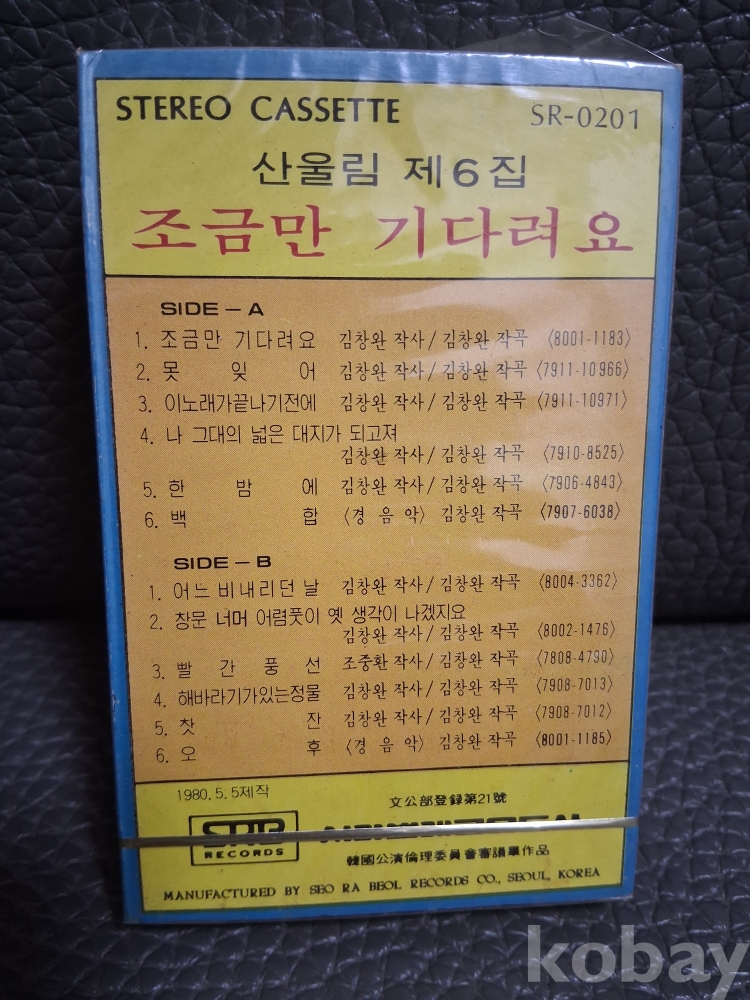 STEREO CASSETTE SR-0201
산울림 제6집
조금만 기다려요
SIDE - A
1. 조금만 기다려요 김창완 작사/김창완 작곡 〈8001-1183〉
2. 못 잊 어 김창완 작사/김창완 작곡 〈7911-10966〉
3. 이노래가끝나기전에 김창완 작사/김창완 작곡 〈7911-10971〉
4. 나 그대의 넓은 대지가 되고져
김창완 작사/김창완 작곡 〈7910-8525〉
5. 한 밤 에 김창완 작사/김창완 작곡 〈7906-4843〉
6. 백 합 〈경 음 악〉 김창완 작곡 〈7907-6038〉
SIDE - B
1. 어느 비내리던 날 김창완 작사/김창완 작곡 〈8004-3362〉
2. 창문 너머 어렴풋이 옛 생각이 나겠지요
김창완 작사/김창완 작곡 〈8002-1476〉
3. 빨 간 풍 선 조중환 작사/김창완 작곡 〈7808-4790〉
4. 해바라기가있는정물 김창완 작사/김창완 작곡 〈7908-7013〉
5. 찻 잔 김창완 작사/김창완 작곡 〈7908-7012〉
6. 오 후 〈경 음 악〉 김창완 작곡 〈8001-1185〉
1980. 5. 5제작
文公部登録第21號
SRB
RECORDS
韓國公演倫理委員會審議畢作品
MANUFACTURED BY SEO RA BEOL RECORDS CO., SEOUL, KOREA
kobay